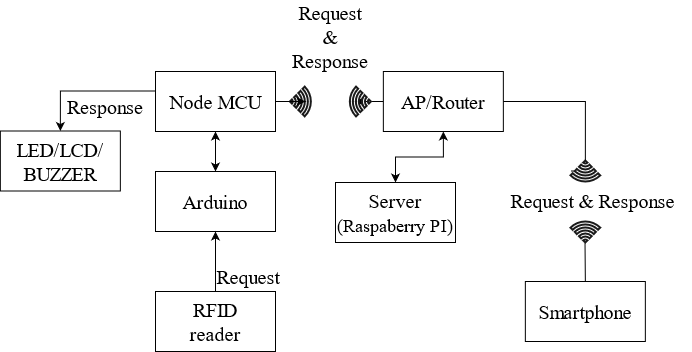 Request
&
Response
Node MCU
AP/Router
Response
LED/LCD/
BUZZER
Arduino
Server
(Raspaberry PI)
Request & Response
Request
RFID
reader
Smartphone